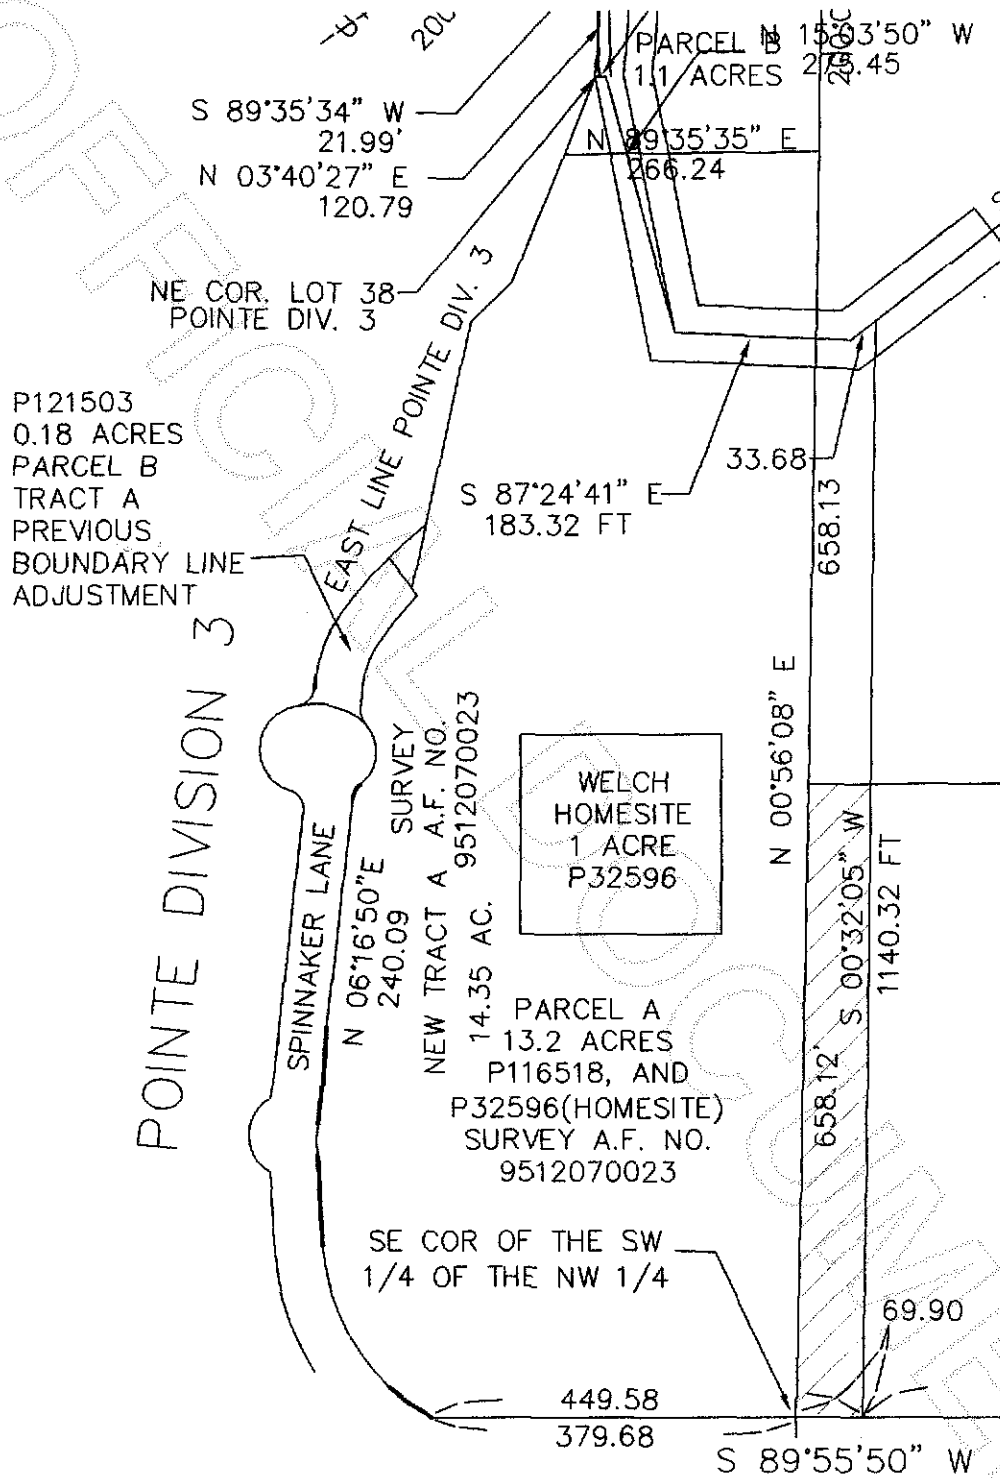 200
PARCEL B
1.1 ACRES
N 15°03'50" W
275.45
S 89°35'34" W
21.99'
N 03°40'27" E
120.79
N 89°35'35" E
266.24
NE COR. LOT 38
POINTE DIV. 3
EAST LINE POINTE DIV. 3
P121503
0.18 ACRES
PARCEL B
TRACT A
PREVIOUS
BOUNDARY LINE
ADJUSTMENT
33.68
S 87°24'41" E
183.32 FT
658.13
N 00°56'08" E
POINTE DIVISION 3
SPINNAKER LANE
N 06°16'50"E
240.09
SURVEY
NEW TRACT A A.F. NO.
14.35 AC. 9512070023
WELCH
HOMESITE
1 ACRE
P32596
S 00°32'05" W
1140.32 FT
658.12'
PARCEL A
13.2 ACRES
P116518, AND
P32596(HOMESITE)
SURVEY A.F. NO.
9512070023
SE COR OF THE SW
1/4 OF THE NW 1/4
69.90
449.58
379.68
S 89°55'50" W
OFFICIAL DOCUME